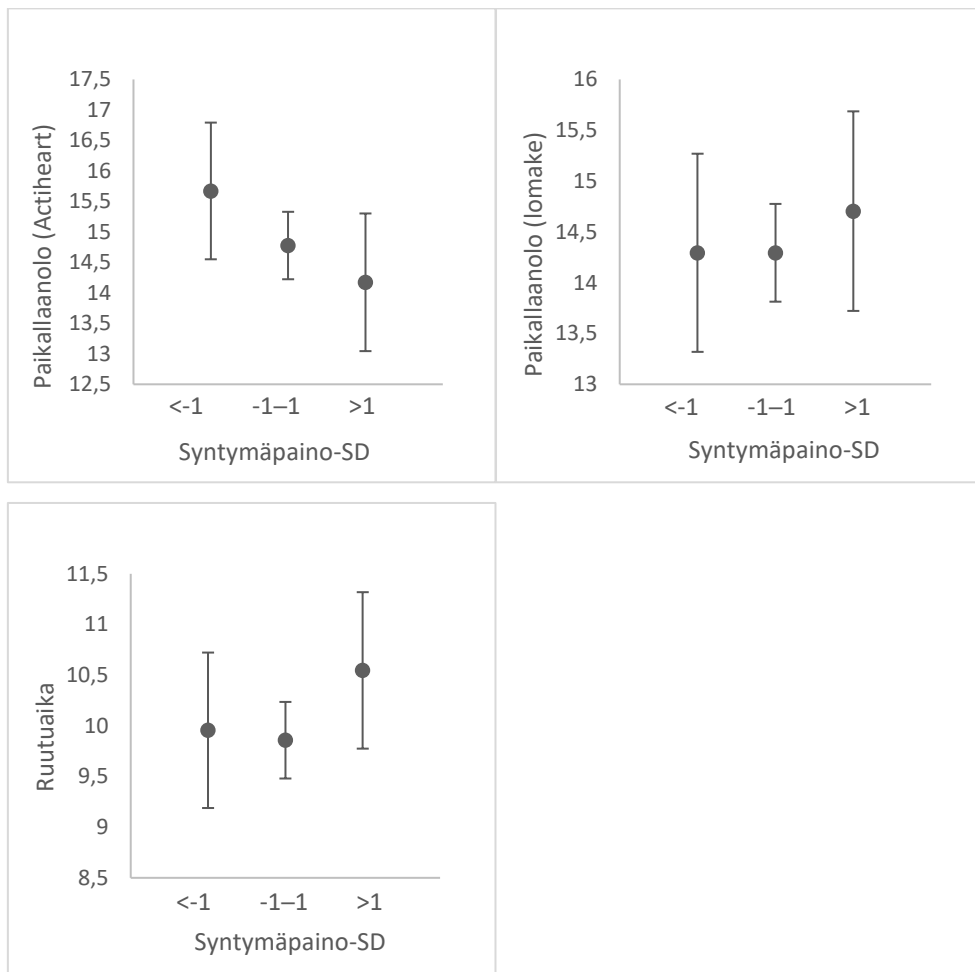 Paikallaanolo (Actiheart)
17,5
17
16,5
16
15,5
15
14,5
14
13,5
13
12,5
<-1 -1–1 >1
Syntymäpaino-SD
Paikallaanolo (lomake)
16
15,5
15
14,5
14
13,5
13
<-1 -1–1 >1
Syntymäpaino-SD
Ruutuaika
11,5
11
10,5
10
9,5
9
8,5
<-1 -1–1 >1
Syntymäpaino-SD